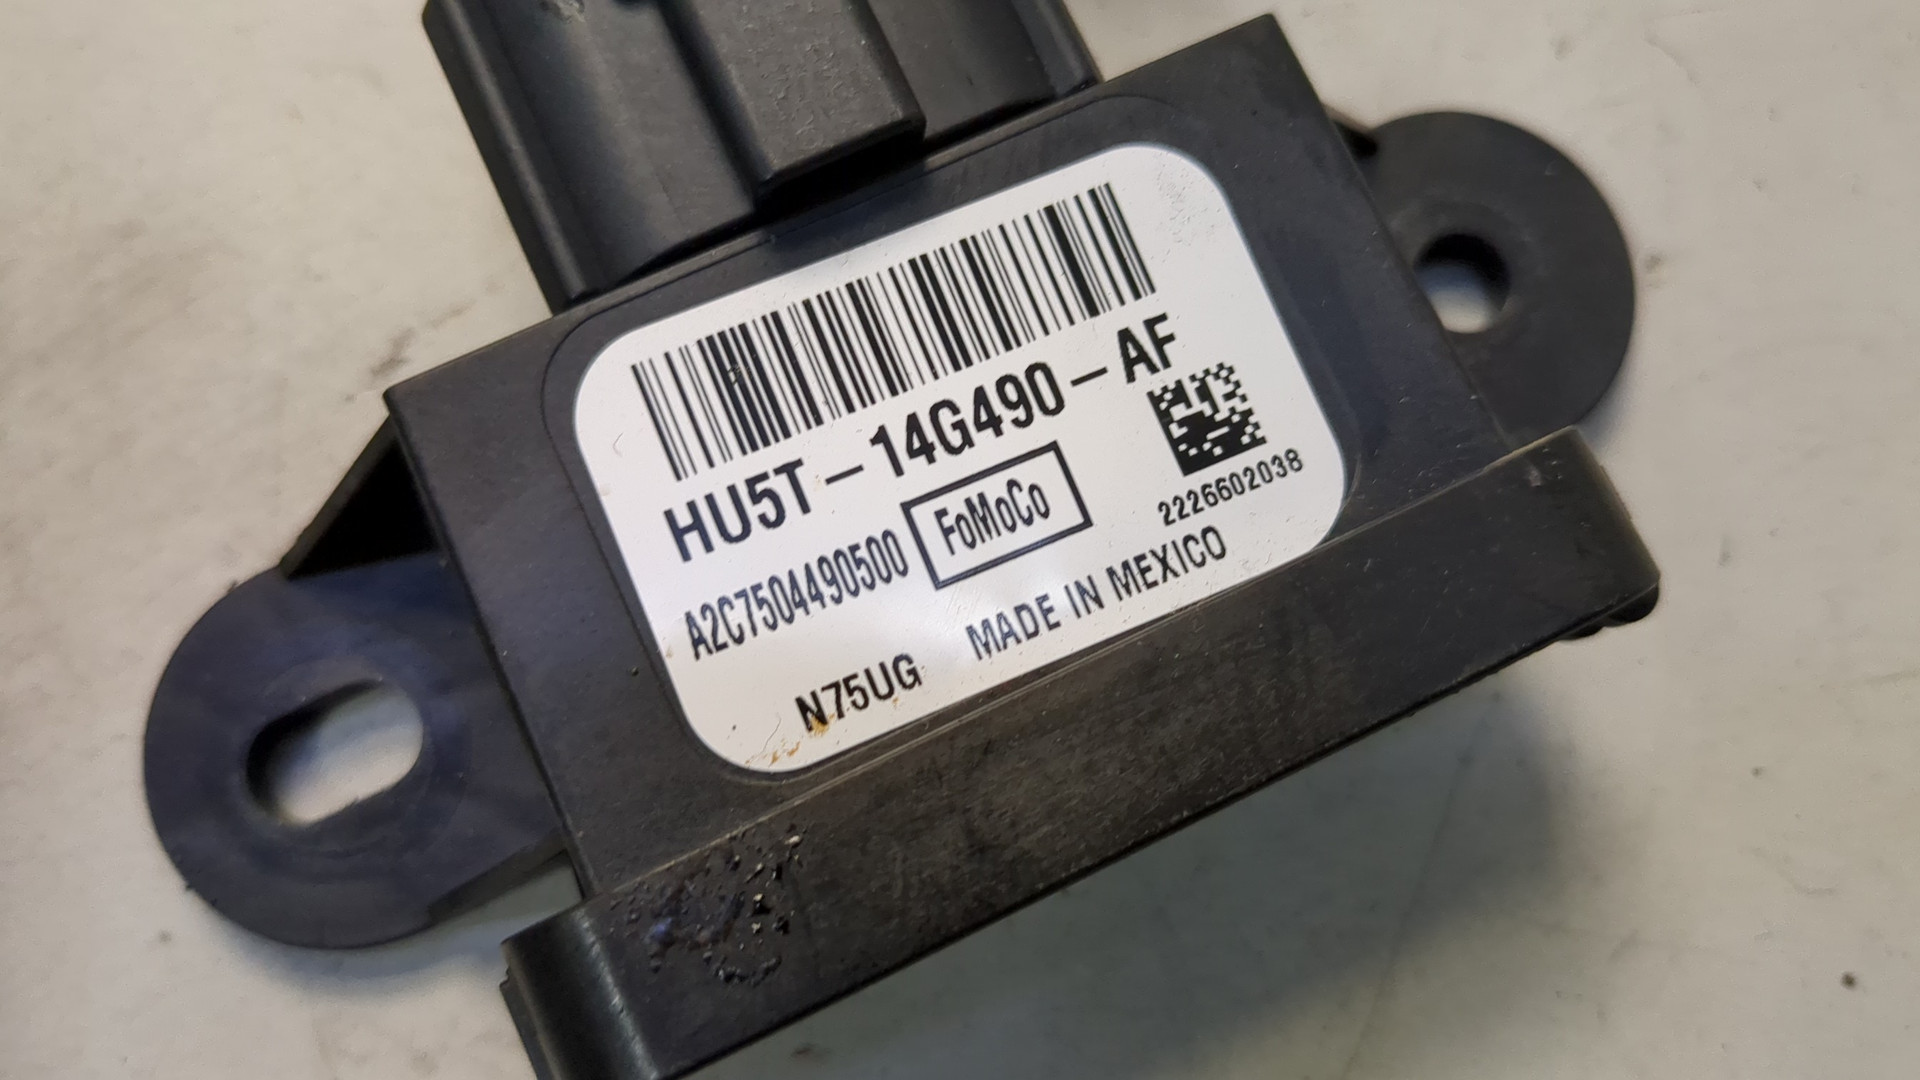 HU5T-14G490-AF
A2C7504490500
FoMoCo
2226602038
N75UG
MADE IN MEXICO